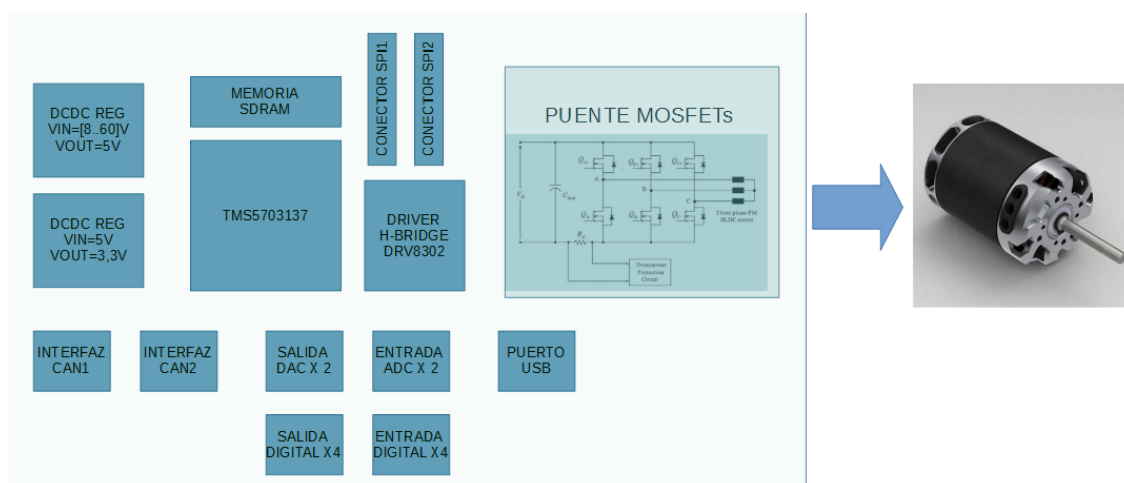 DCDC REG
VIN=[8..60]V
VOUT=5V
MEMORIA
SDRAM
CONECTOR SPI1
CONECTOR SPI2
PUENTE MOSFETs
DCDC REG
VIN=5V
VOUT=3,3V
TMS5703137
DRIVER
H-BRIDGE
DRV8302
A
B
C
Three phase PM
BLDC motor
Overcurrent
Protection
Circuit
INTERFAZ
CAN1
INTERFAZ
CAN2
SALIDA
DAC X 2
ENTRADA
ADC X 2
PUERTO
USB
SALIDA
DIGITAL X4
ENTRADA
DIGITAL X4